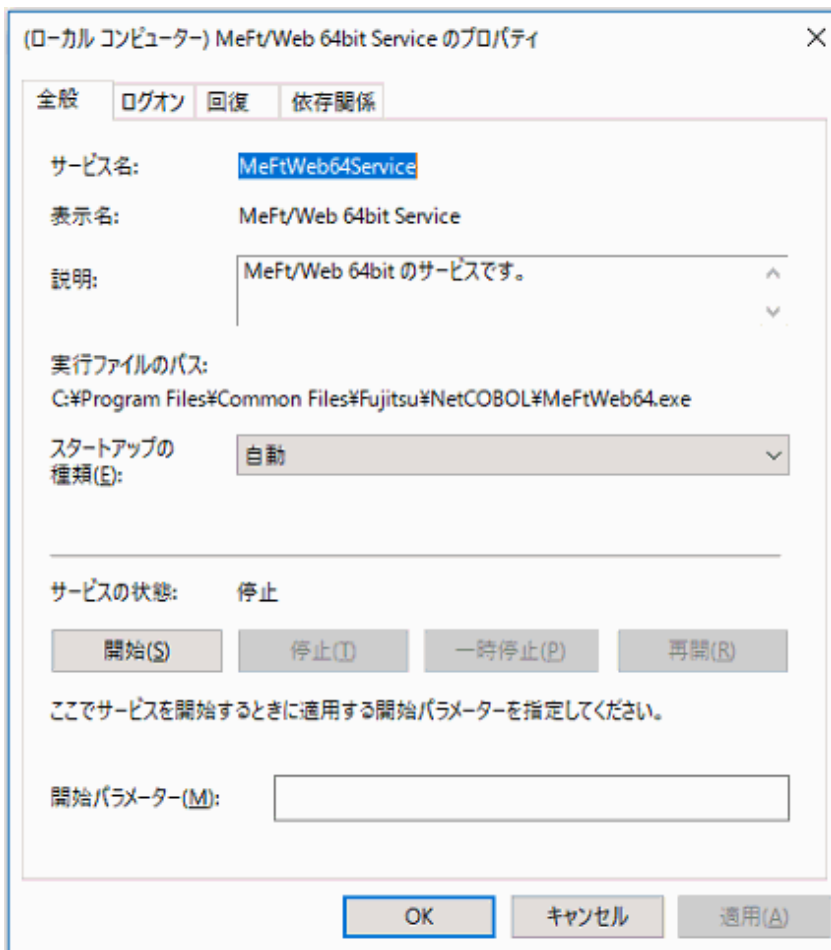 (ローカル コンピューター) MeFt/Web 64bit Service のプロパティ
全般 ログオン 回復 依存関係
サービス名: MeFtWeb64Service
表示名: MeFt/Web 64bit Service
説明: MeFt/Web 64bit のサービスです。
実行ファイルのパス:
C:¥Program Files¥Common Files¥Fujitsu¥NetCOBOL¥MeFtWeb64.exe
スタートアップの
種類(E): 自動
サービスの状態: 停止
開始(S) 停止(T) 一時停止(P) 再開(R)
ここでサービスを開始するときに適用する開始パラメーターを指定してください。
開始パラメーター(M):
OK キャンセル 適用(A)